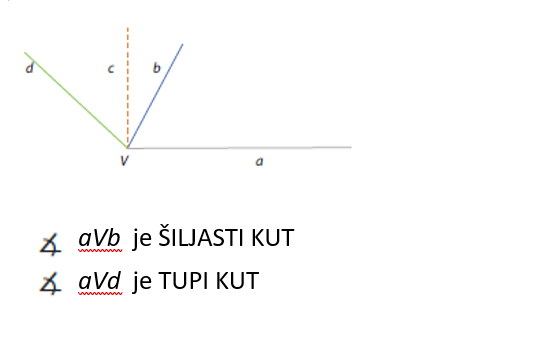 d c b
V a
∡ aVb je ŠILJASTI KUT
∡ aVd je TUPI KUT